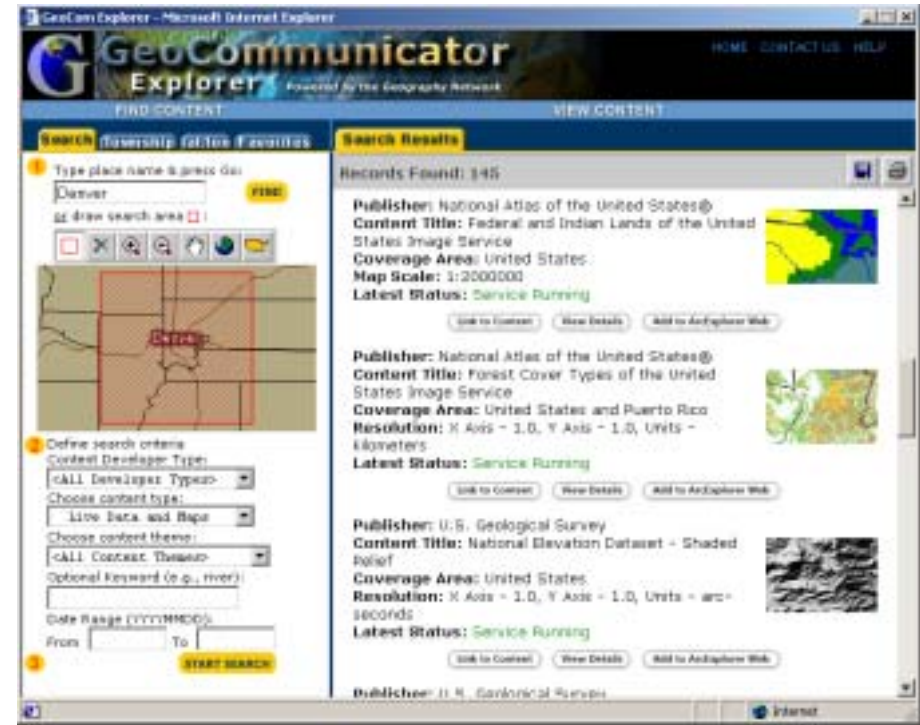 GeoCom Explorer - Microsoft Internet Explorer
GeoCommunicator
Explorer
Powered by the Geography Network
HOME CONTACT US HELP
FIND CONTENT
VIEW CONTENT
Search Township Favorites
Search Results
1 Type place name & press Go:
Denver
FIND
or draw search area :
Records Found: 145
Publisher: National Atlas of the United States®
Content Title: Federal and Indian Lands of the United
States Image Service
Coverage Area: United States
Map Scale: 1:2000000
Latest Status: Service Running
Link to Content View Details Add to ArcExplorer Web
Publisher: National Atlas of the United States®
Content Title: Forest Cover Types of the United
States Image Service
Coverage Area: United States and Puerto Rico
Resolution: X Axis - 1.0, Y Axis - 1.0, Units -
kilometers
Latest Status: Service Running
Link to Content View Details Add to ArcExplorer Web
Publisher: U.S. Geological Survey
Content Title: National Elevation Dataset - Shaded
Relief
Coverage Area: United States
Resolution: X Axis - 1.0, Y Axis - 1.0, Units - arc-
seconds
Latest Status: Service Running
Link to Content View Details Add to ArcExplorer Web
Publisher: U.S. Geological Survey
2 Define search criteria
Content Developer Type:
<All Developer Types>
Choose content type:
Live Data and Maps
Choose content theme:
<All Content Themes>
Optional Keyword (e.g., river):
Date Range (YYYYMMDD):
From To
3 START SEARCH
Internet